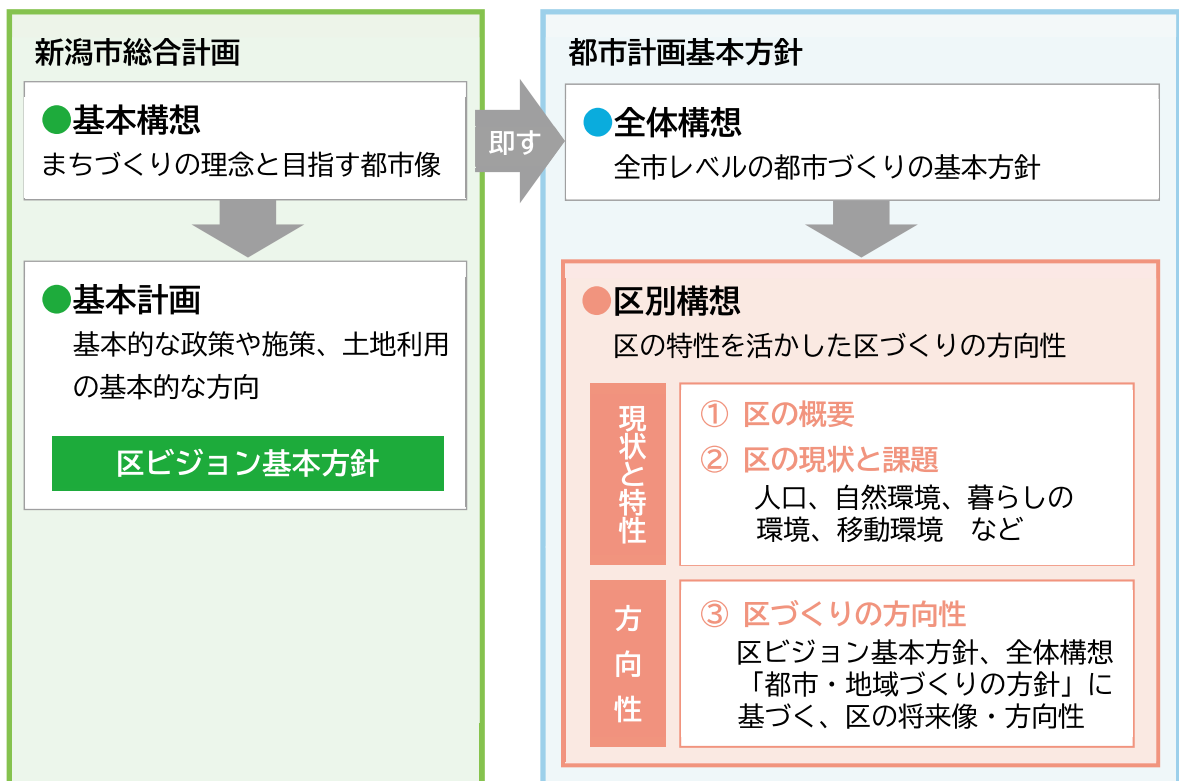 新潟市総合計画
●基本構想
まちづくりの理念と目指す都市像
●基本計画
基本的な政策や施策、土地利用
の基本的な方向
区ビジョン基本方針
即す
都市計画基本方針
●全体構想
全市レベルの都市づくりの基本方針
●区別構想
区の特性を活かした区づくりの方向性
現状と特性
① 区の概要
② 区の現状と課題
人口、自然環境、暮らしの
環境、移動環境　など
方向性
③ 区づくりの方向性
区ビジョン基本方針、全体構想
「都市・地域づくりの方針」に
基づく、区の将来像・方向性